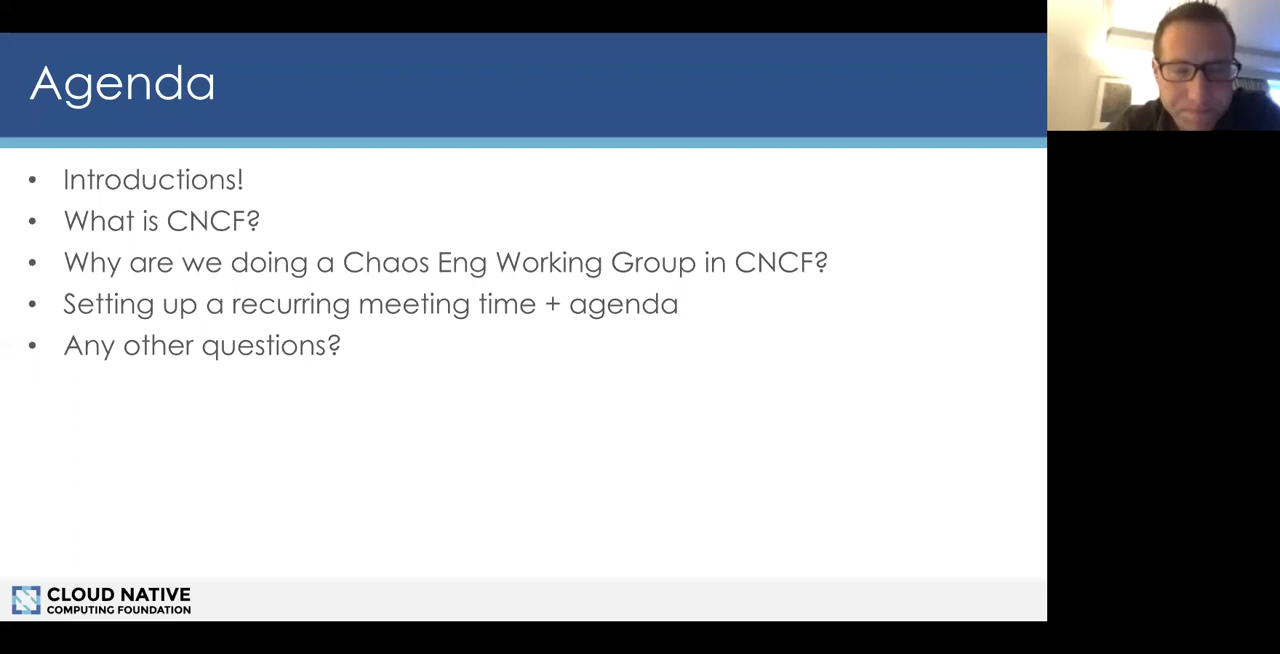 Agenda
• Introductions!
• What is CNCF?
• Why are we doing a Chaos Eng Working Group in CNCF?
• Setting up a recurring meeting time + agenda
• Any other questions?
CLOUD NATIVE
COMPUTING FOUNDATION